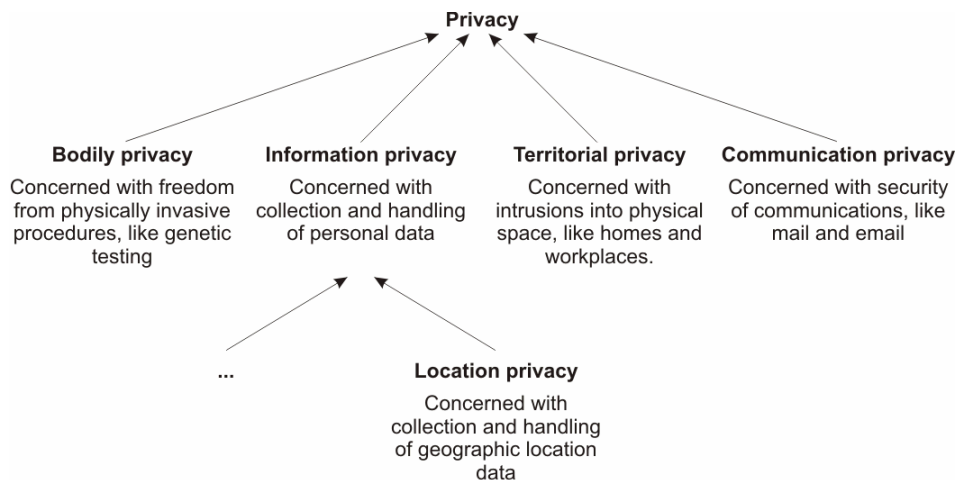 Privacy
Bodily privacy
Concerned with freedom
from physically invasive
procedures, like genetic
testing
Information privacy
Concerned with
collection and handling
of personal data
Territorial privacy
Concerned with
intrusions into physical
space, like homes and
workplaces.
Communication privacy
Concerned with security
of communications, like
mail and email
...
Location privacy
Concerned with
collection and handling
of geographic location
data